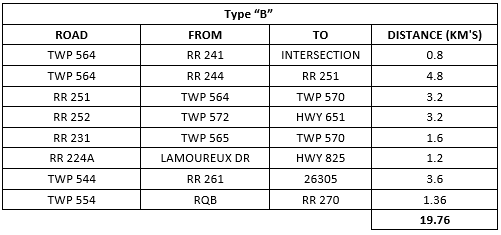 Type “B”
ROAD FROM TO DISTANCE (KM'S)
TWP 564 RR 241 INTERSECTION 0.8
TWP 564 RR 244 RR 251 4.8
RR 251 TWP 564 TWP 570 3.2
RR 252 TWP 572 HWY 651 3.2
RR 231 TWP 565 TWP 570 1.6
RR 224A LAMOUREUX DR HWY 825 1.2
TWP 544 RR 261 26305 3.6
TWP 554 RQB RR 270 1.36
19.76